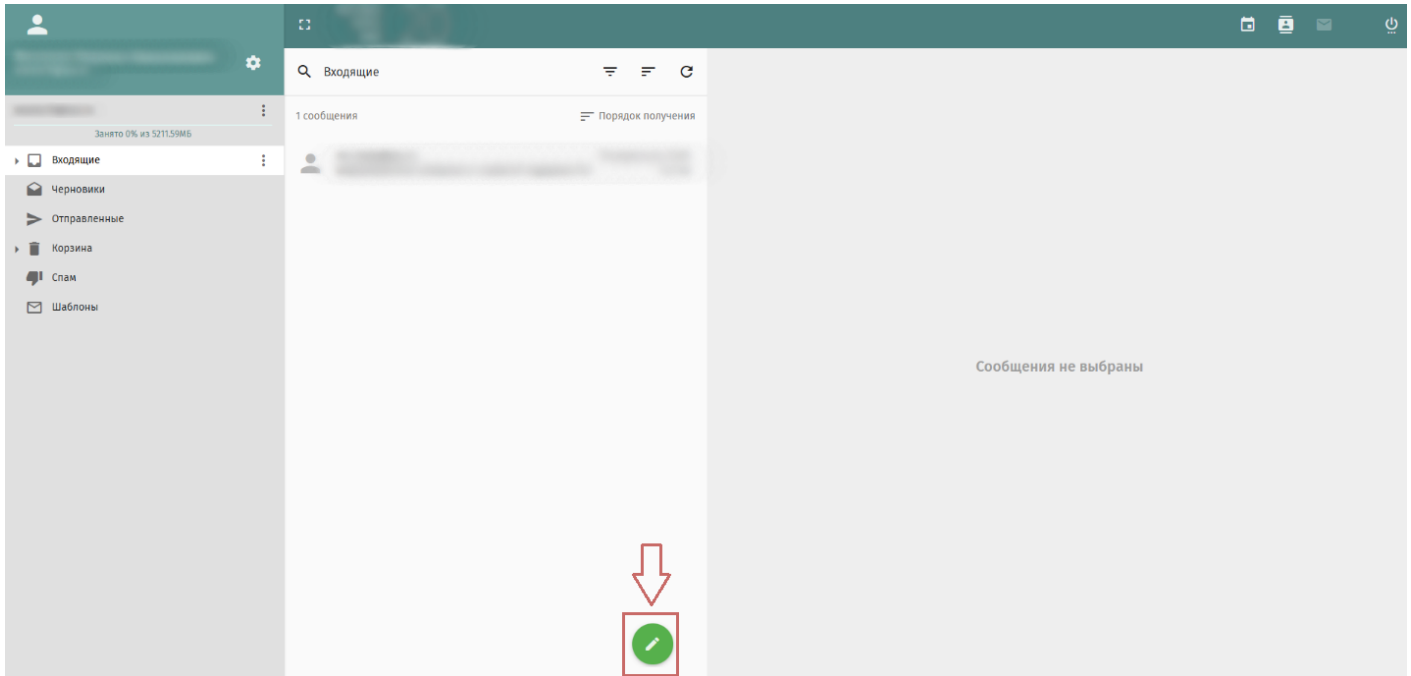 Входящие
1 сообщения
Порядок получения
Занято 0% из 5211.59МБ
Входящие
Черновики
Отправленные
Корзина
Спам
Шаблоны
Сообщения не выбраны